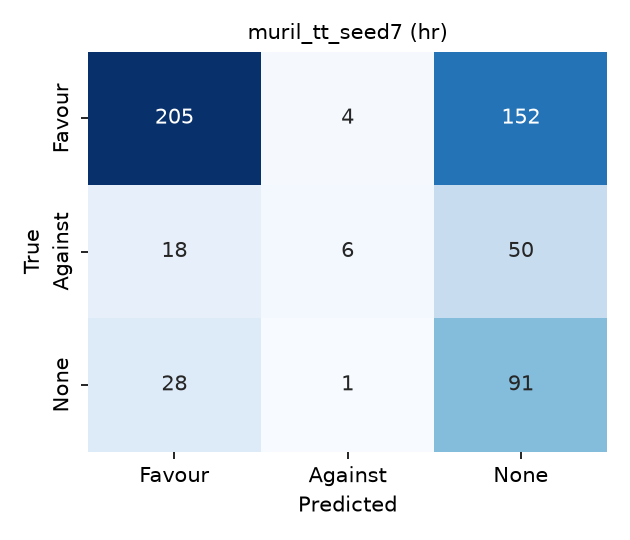 muril_tt_seed7 (hr)
Favour 205 4 152
Against 18 6 50
None 28 1 91
True
Favour Against None
Predicted